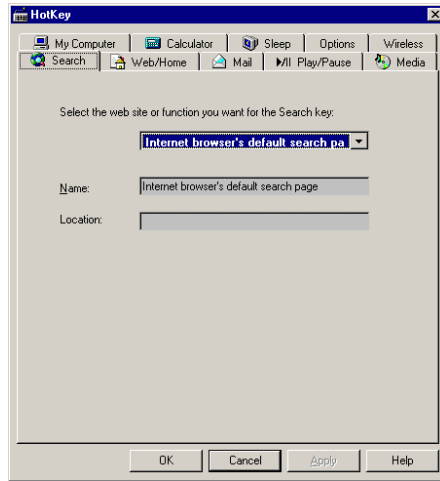 HotKey
My Computer Calculator Sleep Options Wireless
Search Web/Home Mail Play/Pause Media
Select the web site or function you want for the Search key:
Internet browser's default search pa
Name: Internet browser's default search page
Location:
OK Cancel Apply Help